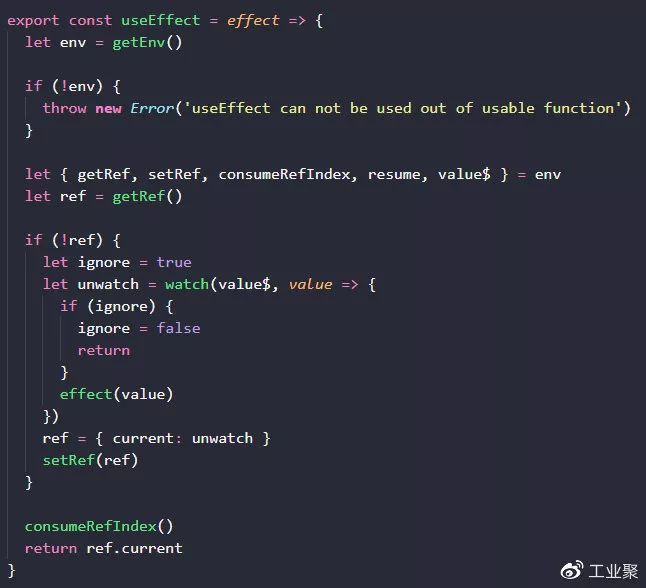 export const useEffect = effect => {
  let env = getEnv()

  if (!env) {
    throw new Error('useEffect can not be used out of usable function')
  }

  let { getRef, setRef, consumeRefIndex, resume, value$ } = env
  let ref = getRef()

  if (!ref) {
    let ignore = true
    let unwatch = watch(value$, value => {
      if (ignore) {
        ignore = false
        return
      }
      effect(value)
    })
    ref = { current: unwatch }
    setRef(ref)
  }

  consumeRefIndex()
  return ref.current
}
工业聚